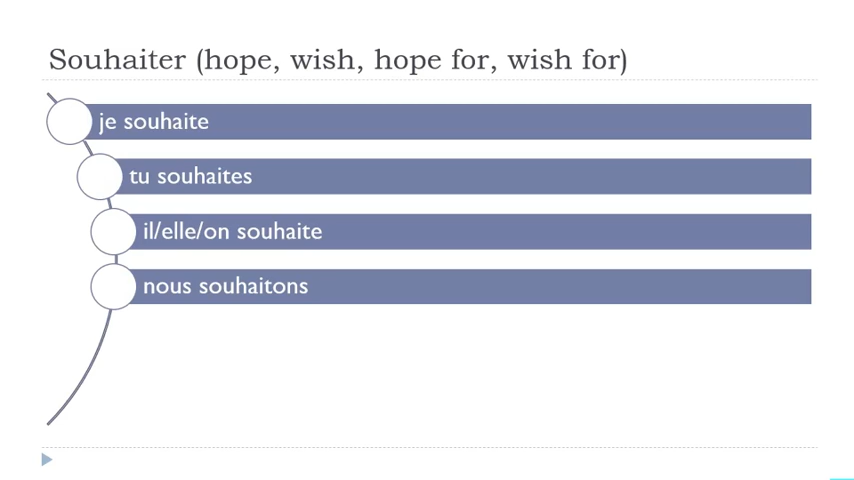 Souhaiter (hope, wish, hope for, wish for)
je souhaite
tu souhaites
il/elle/on souhaite
nous souhaitons